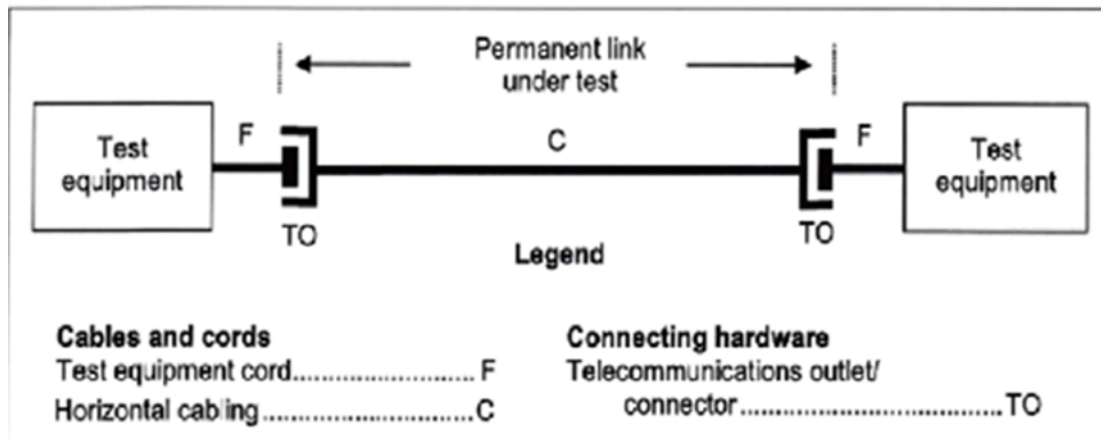 Permanent link
under test
Test
equipment
F
C
F
Test
equipment
TO
TO
Legend
Cables and cords
Test equipment cord............................ F
Horizontal cabling................................C
Connecting hardware
Telecommunications outlet/
connector....................................TO